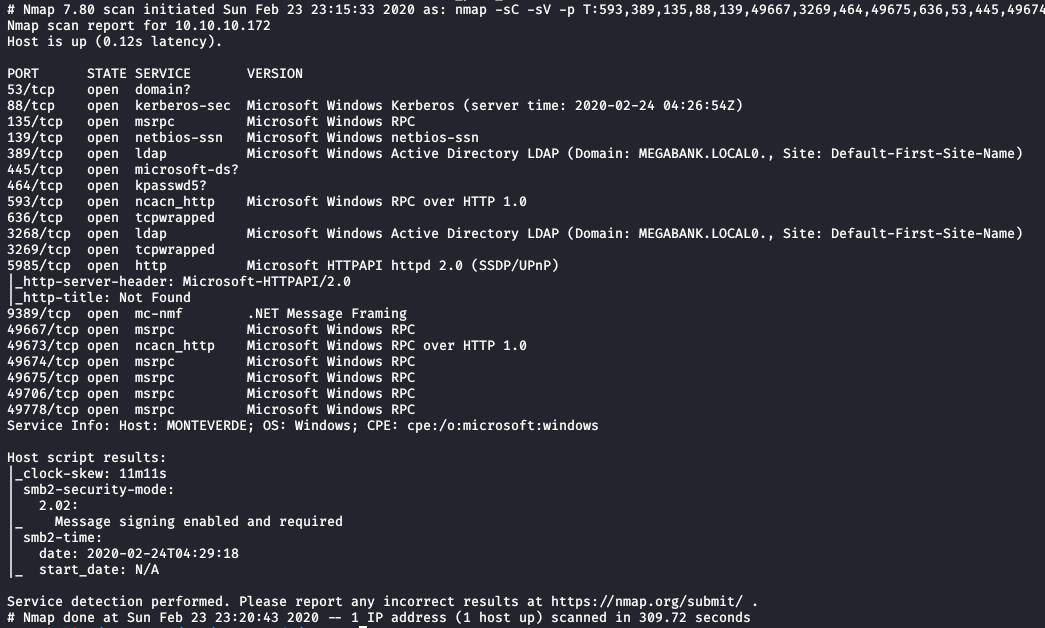 # Nmap 7.80 scan initiated Sun Feb 23 23:15:33 2020 as: nmap -sC -sV -p T:593,389,135,88,139,49667,3269,464,49675,636,53,445,49674
Nmap scan report for 10.10.10.172
Host is up (0.12s latency).
PORT      STATE SERVICE       VERSION
53/tcp    open  domain?
88/tcp    open  kerberos-sec  Microsoft Windows Kerberos (server time: 2020-02-24 04:26:54Z)
135/tcp   open  msrpc         Microsoft Windows RPC
139/tcp   open  netbios-ssn   Microsoft Windows netbios-ssn
389/tcp   open  ldap          Microsoft Windows Active Directory LDAP (Domain: MEGABANK.LOCAL0., Site: Default-First-Site-Name)
445/tcp   open  microsoft-ds?
464/tcp   open  kpasswd5?
593/tcp   open  ncacn_http    Microsoft Windows RPC over HTTP 1.0
636/tcp   open  tcpwrapped
3268/tcp  open  ldap          Microsoft Windows Active Directory LDAP (Domain: MEGABANK.LOCAL0., Site: Default-First-Site-Name)
3269/tcp  open  tcpwrapped
5985/tcp  open  http          Microsoft HTTPAPI httpd 2.0 (SSDP/UPnP)
|_http-server-header: Microsoft-HTTPAPI/2.0
|_http-title: Not Found
9389/tcp  open  mc-nmf        .NET Message Framing
49667/tcp open  msrpc         Microsoft Windows RPC
49673/tcp open  ncacn_http    Microsoft Windows RPC over HTTP 1.0
49674/tcp open  msrpc         Microsoft Windows RPC
49675/tcp open  msrpc         Microsoft Windows RPC
49706/tcp open  msrpc         Microsoft Windows RPC
49778/tcp open  msrpc         Microsoft Windows RPC
Service Info: Host: MONTEVERDE; OS: Windows; CPE: cpe:/o:microsoft:windows
Host script results:
|_clock-skew: 11m11s
| smb2-security-mode:
|   2.02:
|_    Message signing enabled and required
| smb2-time:
|   date: 2020-02-24T04:29:18
|_  start_date: N/A
Service detection performed. Please report any incorrect results at https://nmap.org/submit/ .
# Nmap done at Sun Feb 23 23:20:43 2020 -- 1 IP address (1 host up) scanned in 309.72 seconds